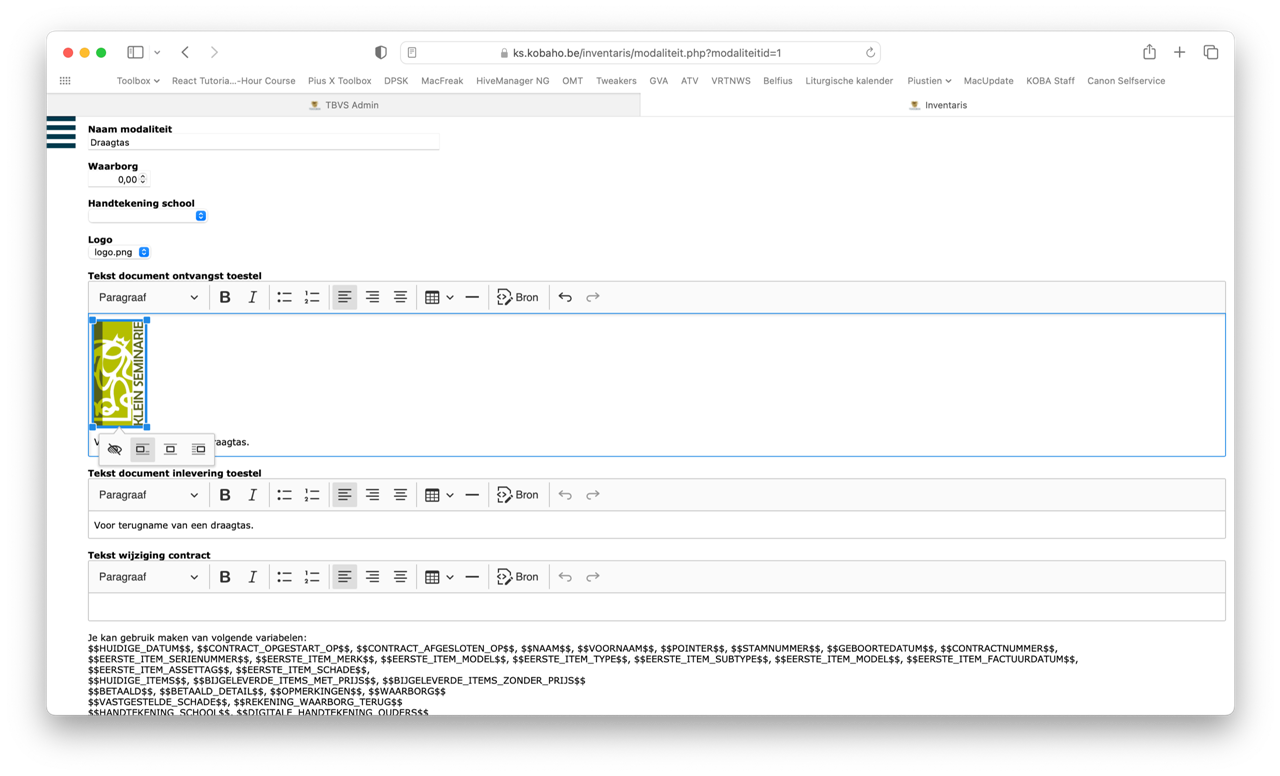 ks.kobaho.be/inventaris/modaliteit.php?modaliteitid=1
Toolbox React Tutoria...-Hour Course Pius X Toolbox DPSK MacFreak HiveManager NG OMT Tweakers GVA ATV VRTNWS Belfius Liturgische kalender Piustien MacUpdate KOBA Staff Canon Selfservice
TBVS Admin Inventaris
Naam modaliteit
Draagtas
Waarborg
0,00
Handtekening school
Logo
logo.png
Tekst document ontvangst toestel
Paragraaf B I Bron
KLEIN SEMINARIE
V raagtas.
Tekst document inlevering toestel
Paragraaf B I Bron
Voor terugname van een draagtas.
Tekst wijziging contract
Paragraaf B I Bron
Je kan gebruik maken van volgende variabelen:
$$HUIDIGE_DATUM$$, $$CONTRACT_OPGESTART_OP$$, $$CONTRACT_AFGESLOTEN_OP$$, $$NAAM$$, $$VOORNAAM$$, $$POINTER$$, $$STAMNUMMER$$, $$GEBOORTEDATUM$$, $$CONTRACTNUMMER$$,
$$EERSTE_ITEM_SERIENUMMER$$, $$EERSTE_ITEM_MERK$$, $$EERSTE_ITEM_MODEL$$, $$EERSTE_ITEM_TYPE$$, $$EERSTE_ITEM_SUBTYPE$$, $$EERSTE_ITEM_MODEL$$, $$EERSTE_ITEM_FACTUURDATUM$$,
$$EERSTE_ITEM_ASSETTAG$$, $$EERSTE_ITEM_SCHADE$$,
$$HUIDIGE_ITEMS$$, $$BIJGELEVERDE_ITEMS_MET_PRIJS$$, $$BIJGELEVERDE_ITEMS_ZONDER_PRIJS$$
$$BETAALD$$, $$BETAALD_DETAIL$$, $$OPMERKINGEN$$, $$WAARBORG$$
$$VASTGESTELDE_SCHADE$$, $$REKENING_WAARBORG_TERUG$$
$$HANDTEKENING_SCHOOL$$, $$DIGITALE_HANDTEKENING_OUDERS$$